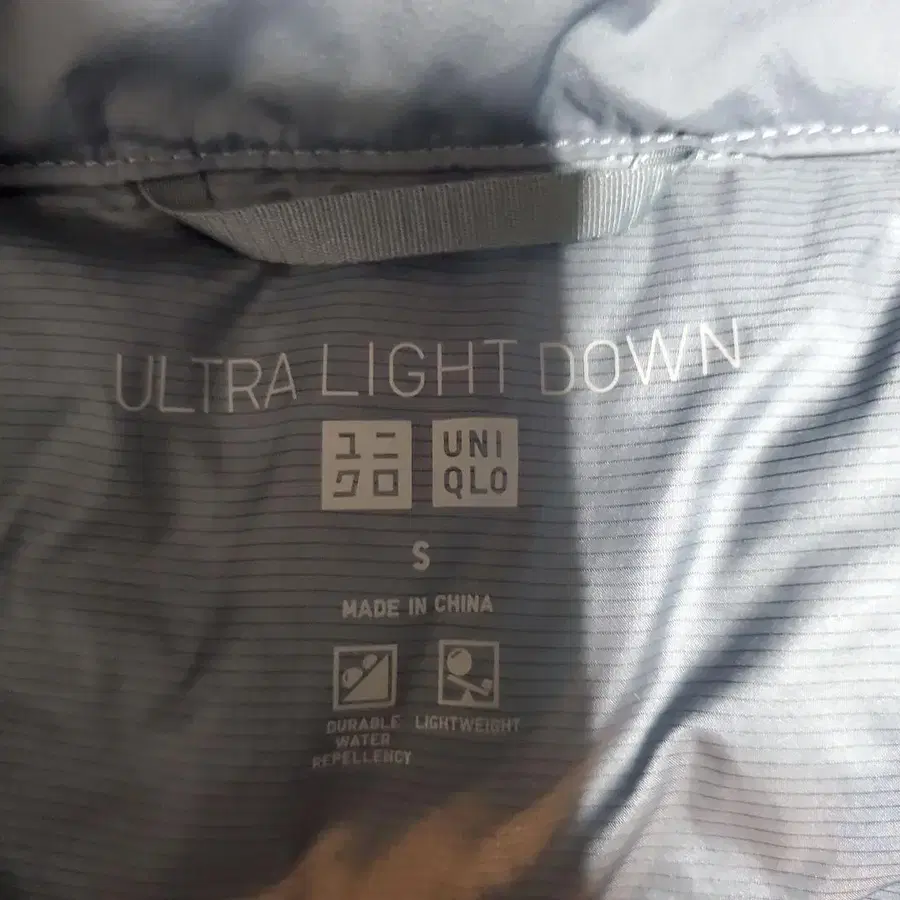 ULTRA LIGHT DOWN
ユニ
クロ
UNI
QLO
S
MADE IN CHINA
DURABLE
WATER
REPELLENCY
LIGHTWEIGHT